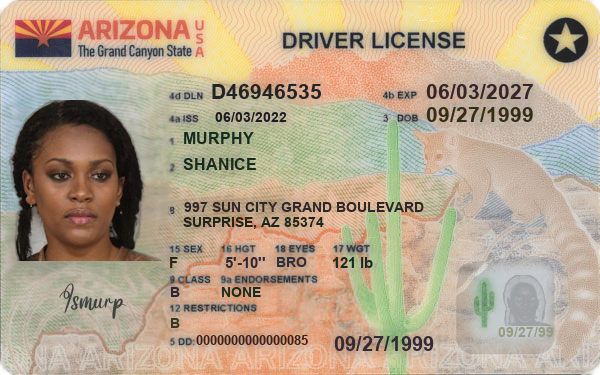 ARIZONA USA
The Grand Canyon State
DRIVER LICENSE
4d DLN D46946535 4b EXP 06/03/2027
4a ISS 06/03/2022 3 DOB 09/27/1999
1 MURPHY
2 SHANICE
8 997 SUN CITY GRAND BOULEVARD
SURPRISE, AZ 85374
15 SEX 16 HGT 18 EYES 17 WGT
F 5'-10" BRO 121 lb
9 CLASS 9a ENDORSEMENTS
B NONE
12 RESTRICTIONS
B
Ismurp
5 DD: 0000000000000085 09/27/1999
09/27/99
ARIZONA ARIZONA ARIZONA ARIZONA